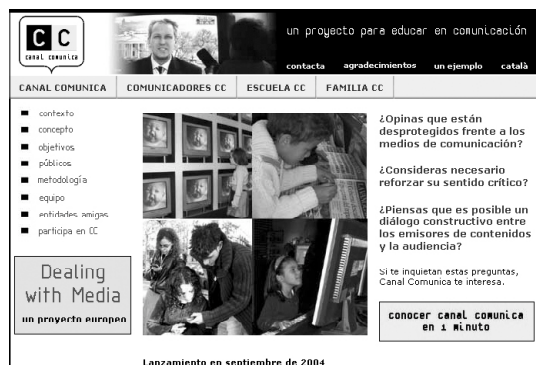 CC
canal comunica
un proyecto para educar en comunicación
contacta agradecimientos un ejemplo català
CANAL COMUNICA COMUNICADORES CC ESCUELA CC FAMILIA CC
contexto
concepto
objetivos
públicos
metodología
equipo
entidades amigas
participa en CC
Dealing
with Media
un proyecto europeo
¿Opinas que están
desprotegidos frente a los
medios de comunicación?
¿Consideras necesario
reforzar su sentido crítico?
¿Piensas que es posible un
diálogo constructivo entre
los emisores de contenidos
y la audiencia?
Si te inquietan estas preguntas,
Canal Comunica te interesa.
conocer canal comunica
en 1 minuto
Lanzamiento en septiembre de 2004